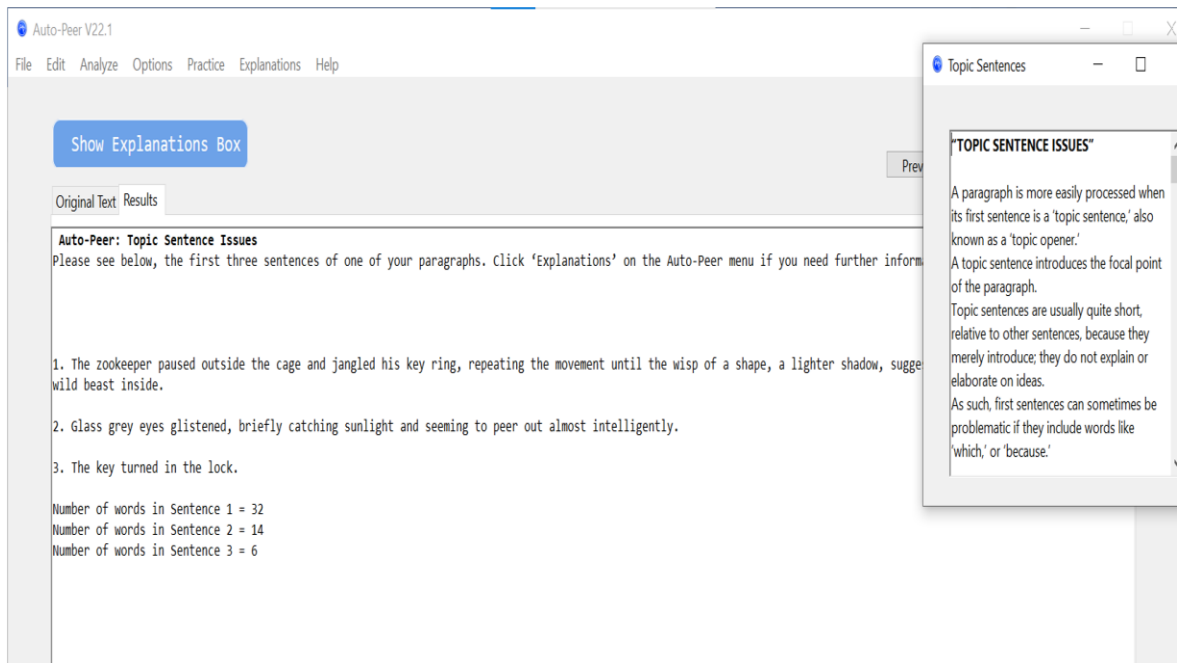 Auto-Peer V22.1
File Edit Analyze Options Practice Explanations Help
Show Explanations Box
Prev
Original Text Results
Auto-Peer: Topic Sentence Issues
Please see below, the first three sentences of one of your paragraphs. Click ‘Explanations’ on the Auto-Peer menu if you need further
1. The zookeeper paused outside the cage and jangled his key ring, repeating the movement until the wisp of a shape, a lighter shadow,
wild beast inside.
2. Glass grey eyes glistened, briefly catching sunlight and seeming to peer out almost intelligently.
3. The key turned in the lock.
Number of words in Sentence 1 = 32
Number of words in Sentence 2 = 14
Number of words in Sentence 3 = 6
Topic Sentences
“TOPIC SENTENCE ISSUES”
A paragraph is more easily processed when
its first sentence is a ‘topic sentence,’ also
known as a ‘topic opener.’
A topic sentence introduces the focal point
of the paragraph.
Topic sentences are usually quite short,
relative to other sentences, because they
merely introduce; they do not explain or
elaborate on ideas.
As such, first sentences can sometimes be
problematic if they include words like
‘which,’ or ‘because.’